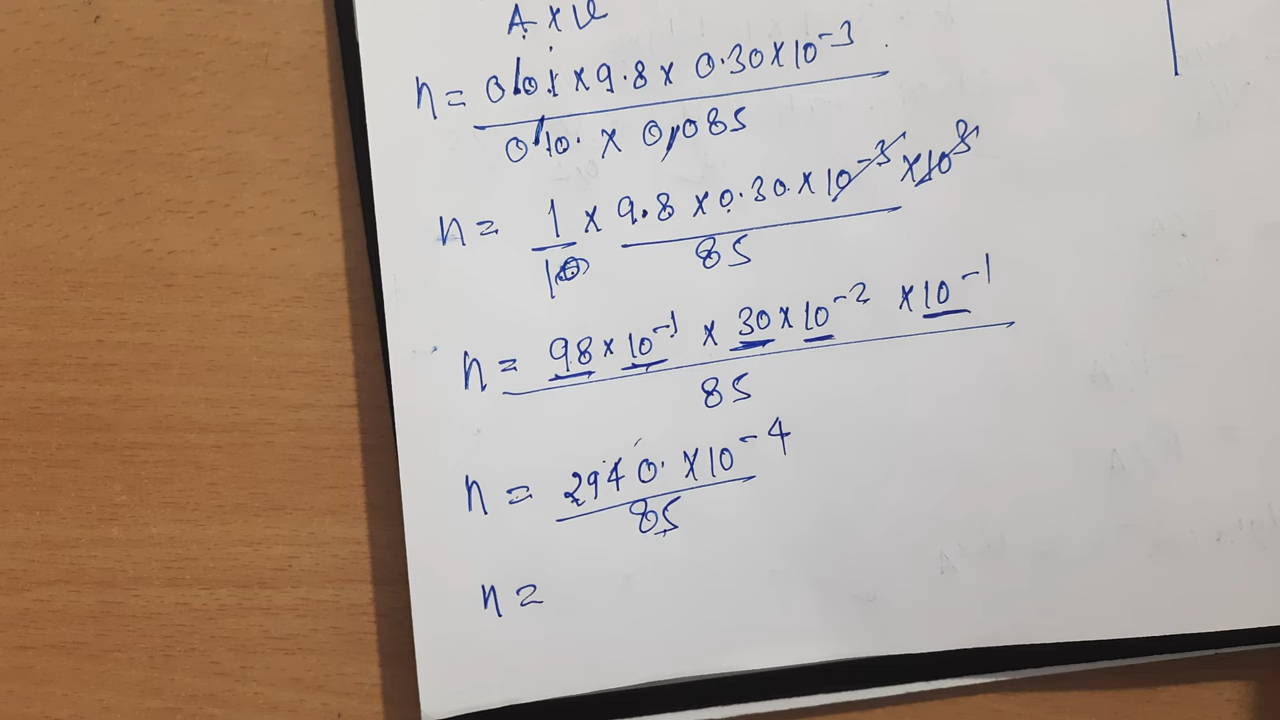 A × v
η = 0.01 × 9.8 × 0.30 × 10⁻³ / 0.10 × 0.085
η = 1/10 × 9.8 × 0.30 × 10⁻³ × 10³ / 85
η = 98 × 10⁻¹ × 30 × 10⁻² × 10⁻¹ / 85
η = 2940 × 10⁻⁴ / 85
η =